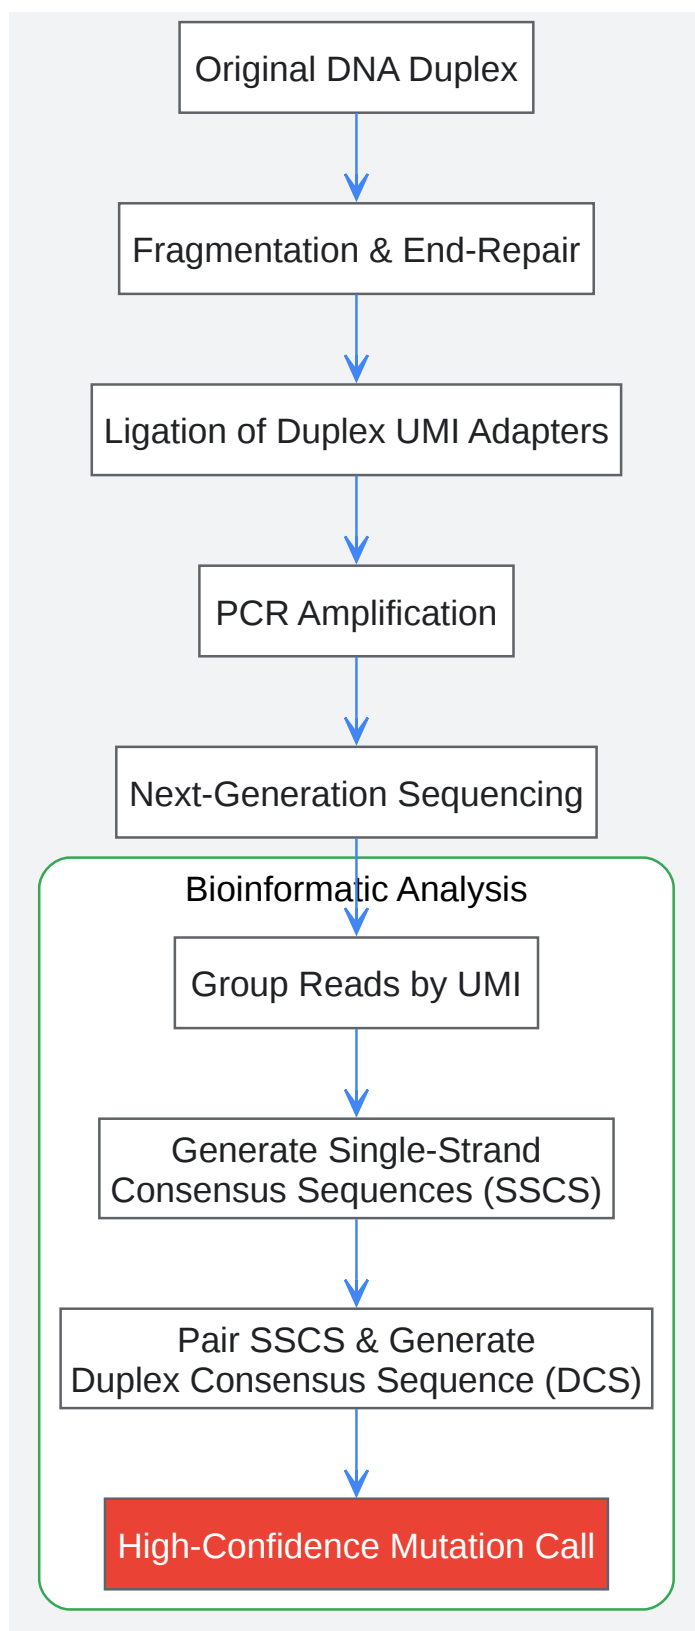 Original DNA Duplex
Fragmentation & End-Repair
Ligation of Duplex UMI Adapters
PCR Amplification
Next-Generation Sequencing
Bioinformatic Analysis
Group Reads by UMI
Generate Single-Strand
Consensus Sequences (SSCS)
Pair SSCS & Generate
Duplex Consensus Sequence (DCS)
High-Confidence Mutation Call